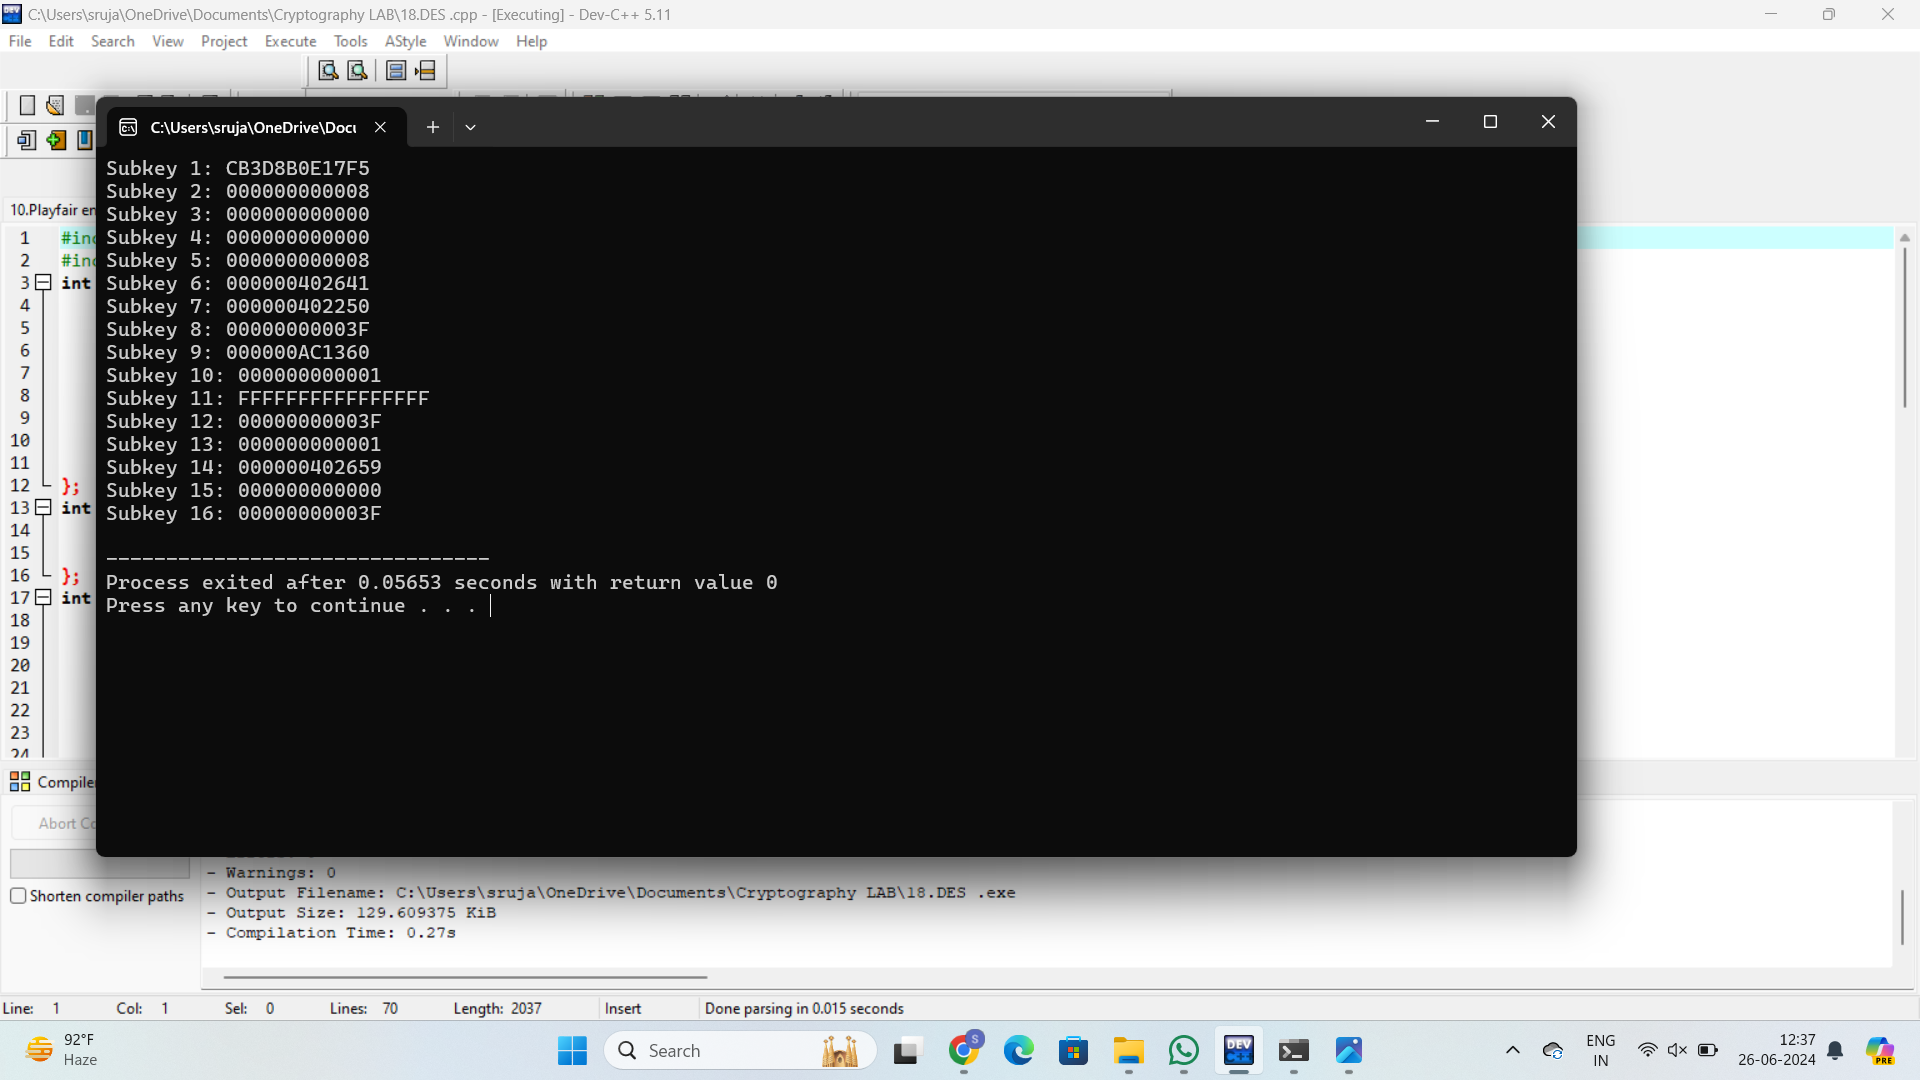 C:\Users\sruja\OneDrive\Documents\Cryptography LAB\18.DES .cpp - [Executing] - Dev-C++ 5.11
File Edit Search View Project Execute Tools AStyle Window Help
C:\Users\sruja\OneDrive\Docu
10.Playfair en
Subkey 1: CB3D8B0E17F5
Subkey 2: 000000000008
Subkey 3: 000000000000
Subkey 4: 000000000000
Subkey 5: 000000000008
Subkey 6: 000000402641
Subkey 7: 000000402250
Subkey 8: 00000000003F
Subkey 9: 000000AC1360
Subkey 10: 000000000001
Subkey 11: FFFFFFFFFFFFFFFF
Subkey 12: 00000000003F
Subkey 13: 000000000001
Subkey 14: 000000402659
Subkey 15: 000000000000
Subkey 16: 00000000003F
--------------------------------
Process exited after 0.05653 seconds with return value 0
Press any key to continue . . .
1 #inc
2 #inc
3 int
4
5
6
7
8
9
10
11
12 };
13 int
14
15
16 };
17 int
18
19
20
21
22
23
24
Compiler
Abort Co
Shorten compiler paths
- Warnings: 0
- Output Filename: C:\Users\sruja\OneDrive\Documents\Cryptography LAB\18.DES .exe
- Output Size: 129.609375 KiB
- Compilation Time: 0.27s
Line: 1 Col: 1 Sel: 0 Lines: 70 Length: 2037 Insert Done parsing in 0.015 seconds
92°F
Haze
Search
S
DEV C++
ENG
IN
12:37
26-06-2024
PRE